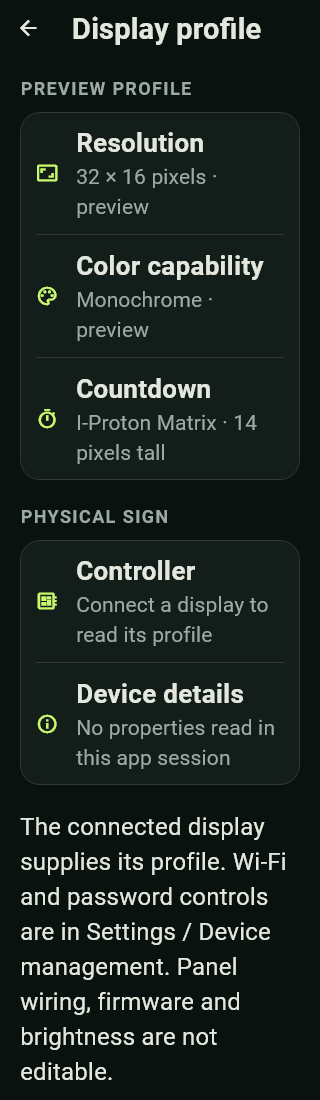 Display profile
PREVIEW PROFILE
Resolution
32 × 16 pixels ·
preview
Color capability
Monochrome ·
preview
Countdown
I-Proton Matrix · 14
pixels tall
PHYSICAL SIGN
Controller
Connect a display to
read its profile
Device details
No properties read in
this app session
The connected display
supplies its profile. Wi-Fi
and password controls
are in Settings / Device
management. Panel
wiring, firmware and
brightness are not
editable.